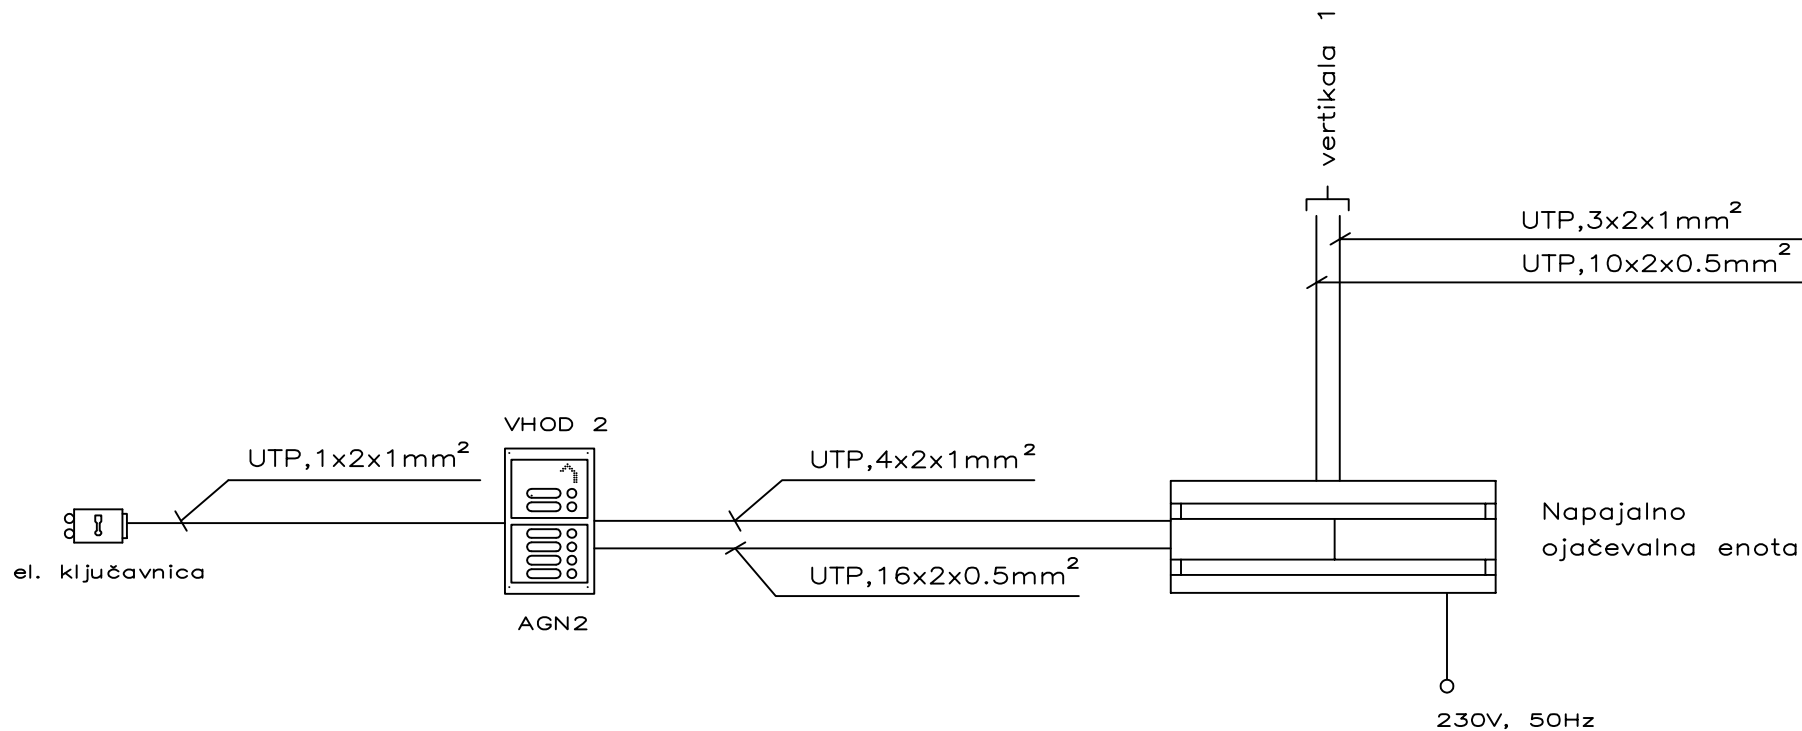 vertikala 1
UTP,3x2x1mm²
UTP,10x2x0.5mm²
VHOD 2
UTP,1x2x1mm²
UTP,4x2x1mm²
Napajalno
ojačevalna enota
el. ključavnica
UTP,16x2x0.5mm²
AGN2
230V, 50Hz